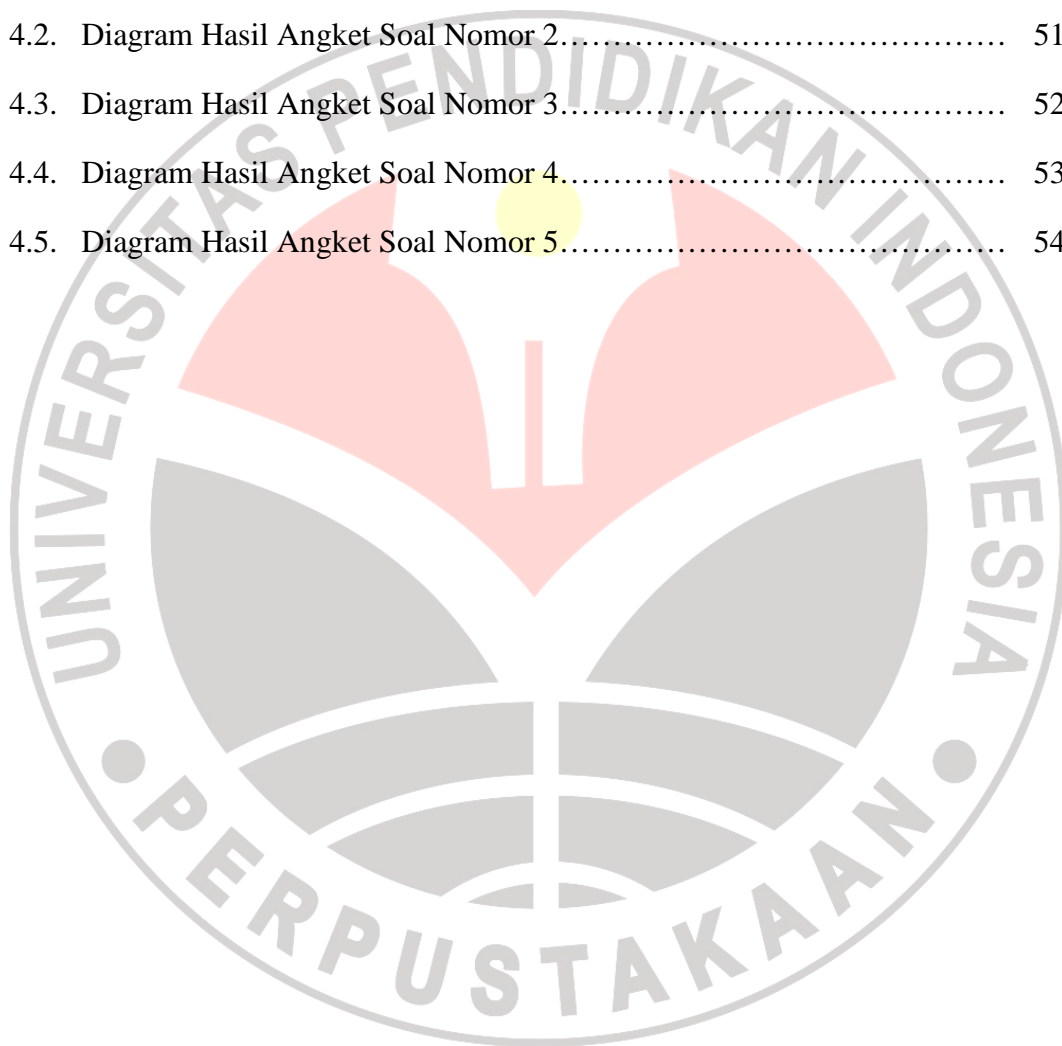 4.2. Diagram Hasil Angket Soal Nomor 2…………………………………… 51
4.3. Diagram Hasil Angket Soal Nomor 3…………………………………… 52
4.4. Diagram Hasil Angket Soal Nomor 4…………………………………… 53
4.5. Diagram Hasil Angket Soal Nomor 5…………………………………… 54
UNIVERSITAS PENDIDIKAN INDONESIA
PERPUSTAKAAN